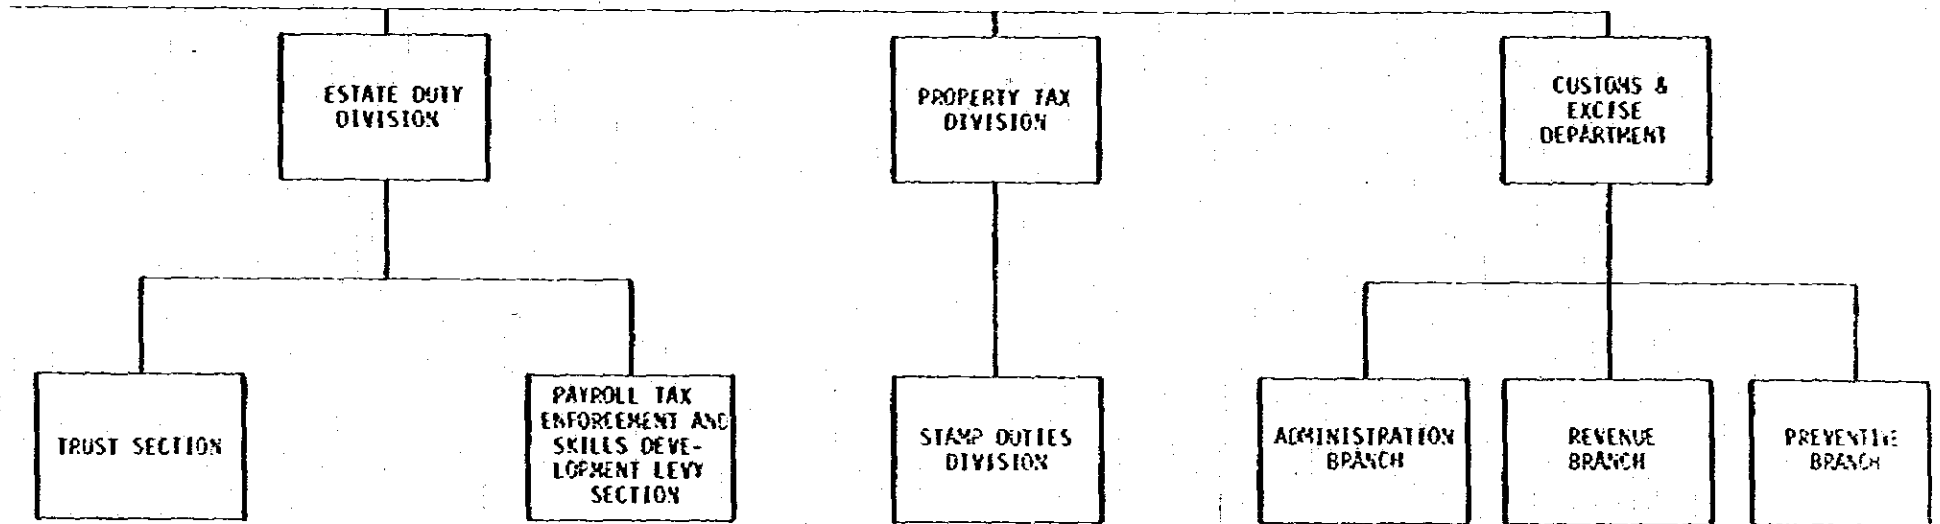 ESTATE DUTY
DIVISION
PROPERTY TAX
DIVISION
CUSTOMS &
EXCISE
DEPARTMENT
TRUST SECTION
PAYROLL TAX
ENFORCEMENT AND
SKILLS DEVE-
LOPMENT LEVY
SECTION
STAMP DUTIES
DIVISION
ADMINISTRATION
BRANCH
REVENUE
BRANCH
PREVENTIVE
BRANCH